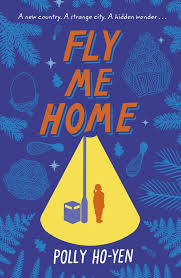 A new country. A strange city. A hidden wonder . . .
FLY
ME
HOME
POLLY HO-YEN